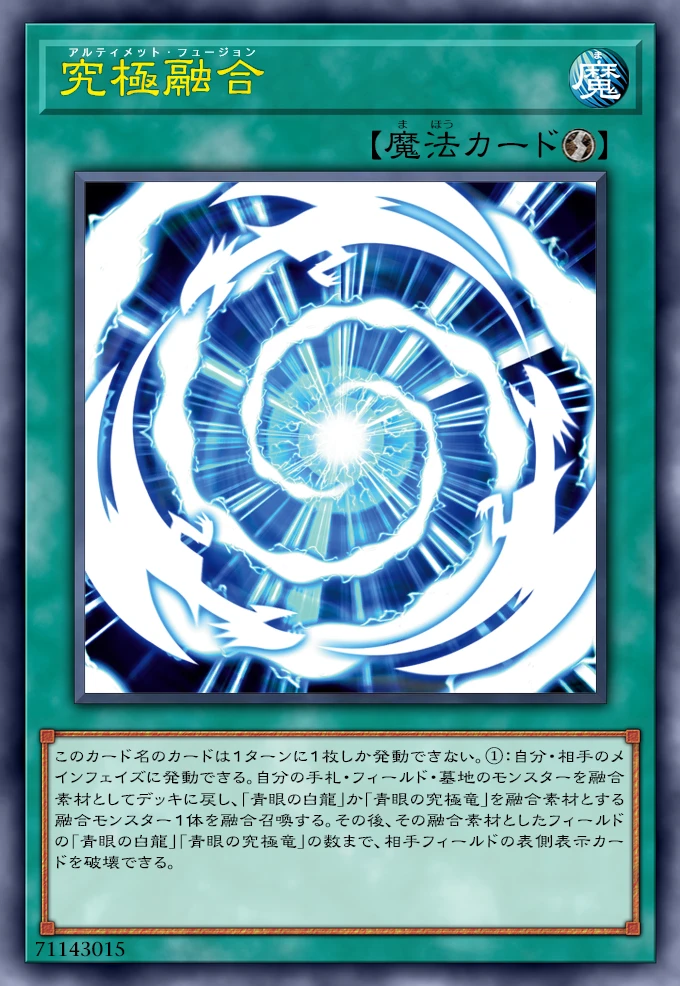 アルティメット・フュージョン
究極融合
ま
魔
ま ほう
【魔法カード】
このカード名のカードは1ターンに1枚しか発動できない。①:自分・相手のメ
インフェイズに発動できる。自分の手札・フィールド・墓地のモンスターを融合
素材としてデッキに戻し、「青眼の白龍」か「青眼の究極竜」を融合素材とする
融合モンスター1体を融合召喚する。その後、その融合素材としたフィールド
の「青眼の白龍」「青眼の究極竜」の数まで、相手フィールドの表側表示カー
ドを破壊できる。
71143015